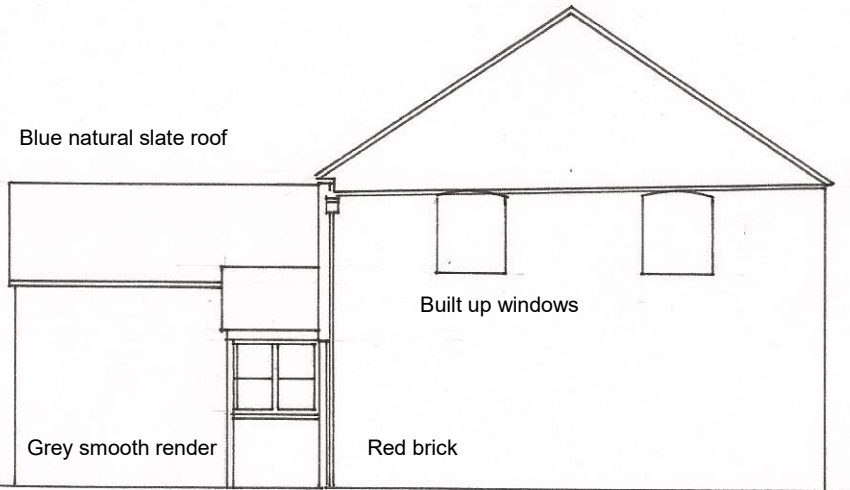 Blue natural slate roof
Built up windows
Grey smooth render
Red brick